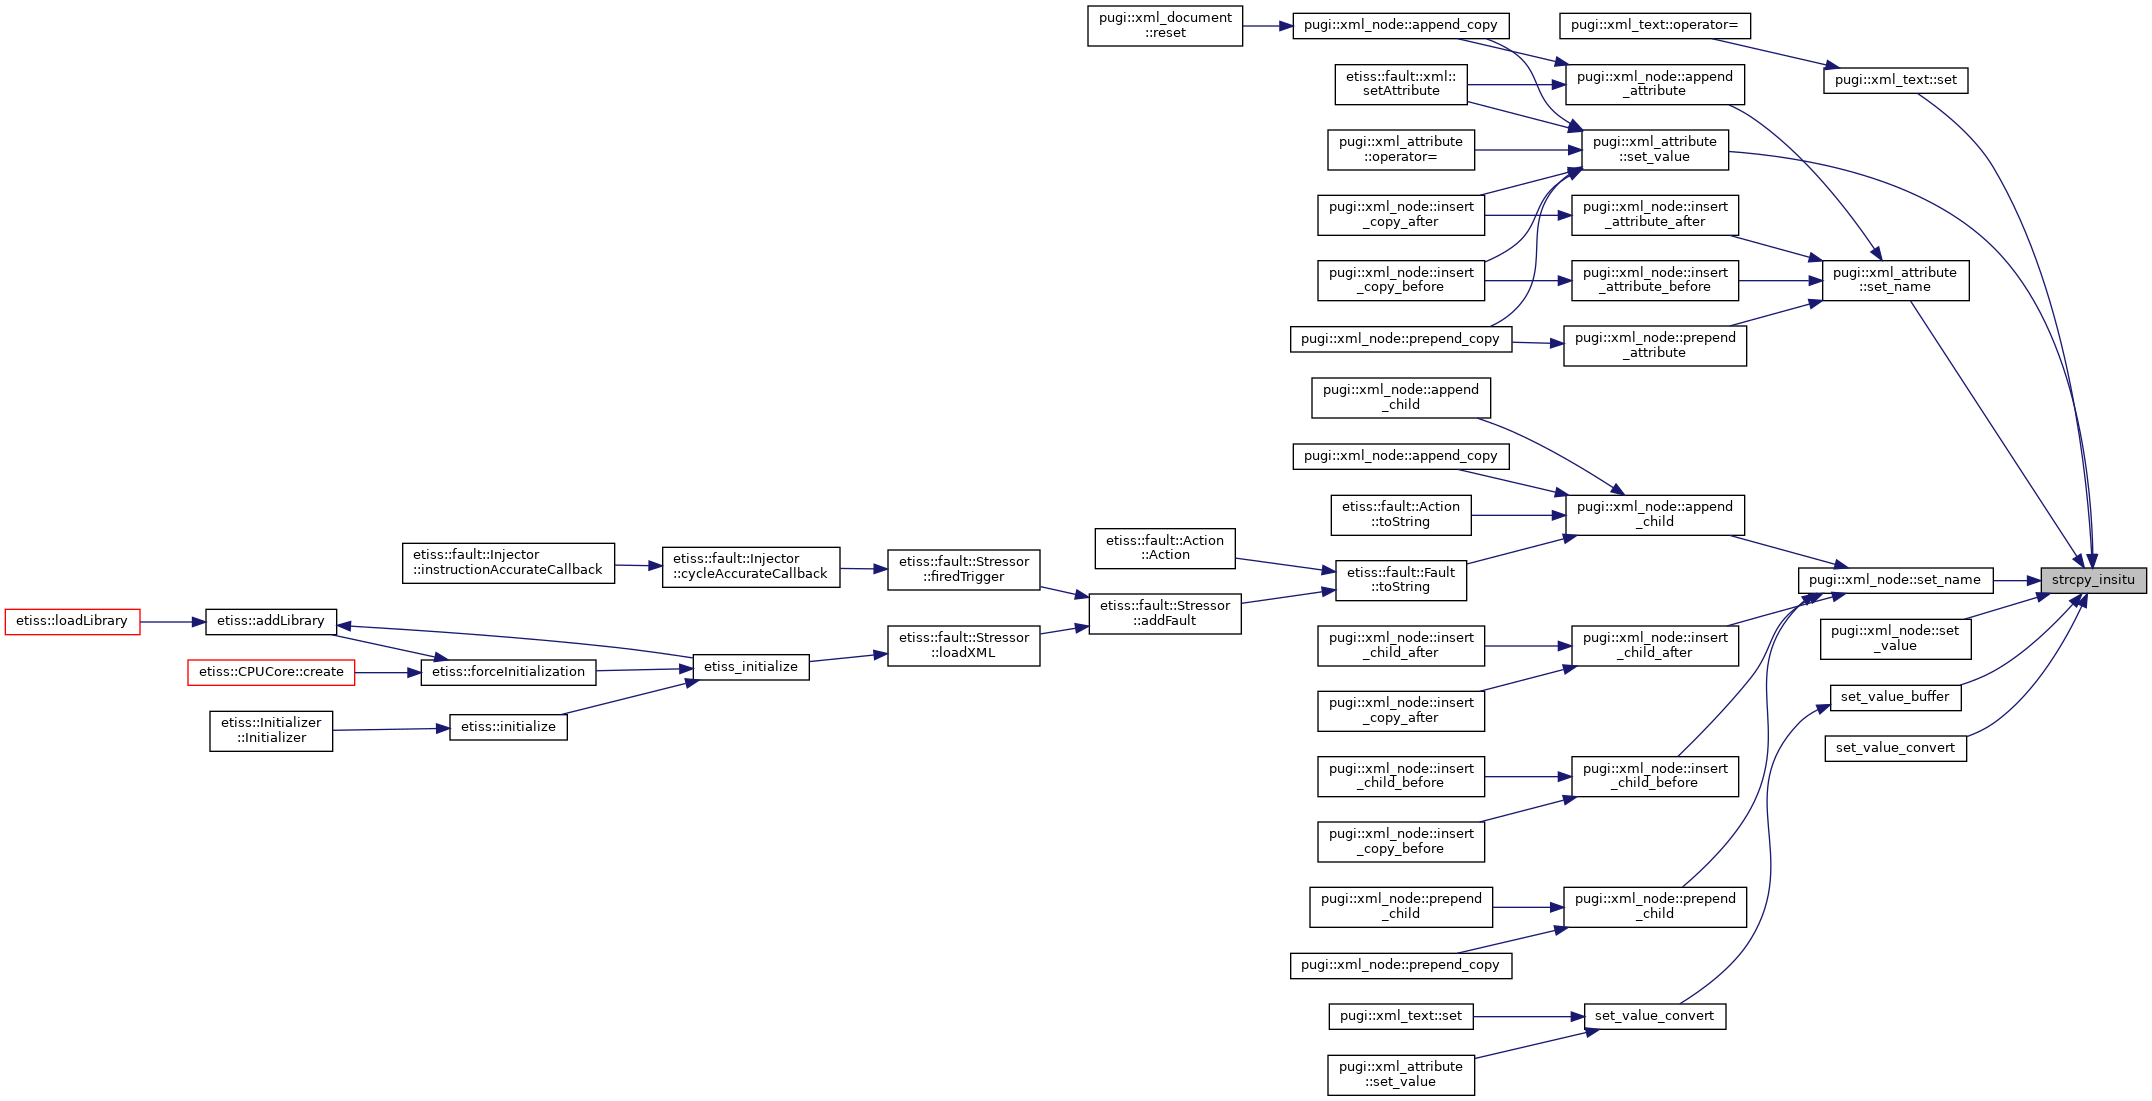 pugi::xml_document
::reset
pugi::xml_node::append_copy
pugi::xml_text::operator=
etiss::fault::xml::
setAttribute
pugi::xml_node::append
_attribute
pugi::xml_text::set
pugi::xml_attribute
::operator=
pugi::xml_attribute
::set_value
pugi::xml_node::insert
_copy_after
pugi::xml_node::insert
_attribute_after
pugi::xml_node::insert
_copy_before
pugi::xml_node::insert
_attribute_before
pugi::xml_attribute
::set_name
pugi::xml_node::prepend_copy
pugi::xml_node::prepend
_attribute
pugi::xml_node::append
_child
pugi::xml_node::append_copy
etiss::fault::Action
::toString
pugi::xml_node::append
_child
etiss::fault::Injector
::instructionAccurateCallback
etiss::fault::Injector
::cycleAccurateCallback
etiss::fault::Stressor
::firedTrigger
etiss::fault::Action
::Action
etiss::fault::Fault
::toString
pugi::xml_node::set_name
strcpy_insitu
etiss::loadLibrary
etiss::addLibrary
etiss::fault::Stressor
::addFault
etiss::fault::Stressor
::loadXML
pugi::xml_node::insert
_child_after
pugi::xml_node::insert
_child_after
pugi::xml_node::set
_value
etiss::CPUCore::create
etiss::forceInitialization
etiss_initialize
pugi::xml_node::insert
_copy_after
set_value_buffer
etiss::Initializer
::Initializer
etiss::initialize
set_value_convert
pugi::xml_node::insert
_child_before
pugi::xml_node::insert
_child_before
pugi::xml_node::insert
_copy_before
pugi::xml_node::prepend
_child
pugi::xml_node::prepend
_child
pugi::xml_node::prepend_copy
pugi::xml_text::set
set_value_convert
pugi::xml_attribute
::set_value